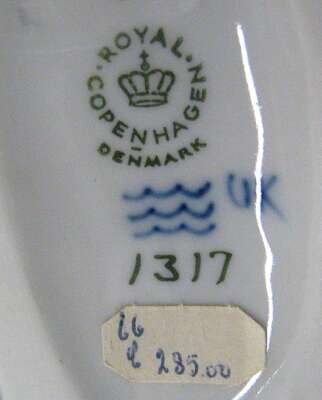 ROYAL
COPENHAGEN
DENMARK
UK
1317
66
285.00